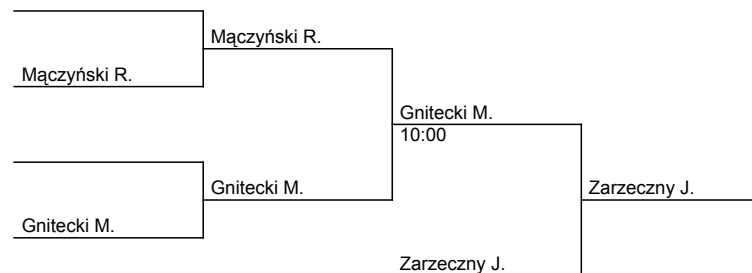 Mączyński R.
Mączyński R.
Gnitecki M.
10:00
Gnitecki M.
Zarzeczny J.
Gnitecki M.
Zarzeczny J.